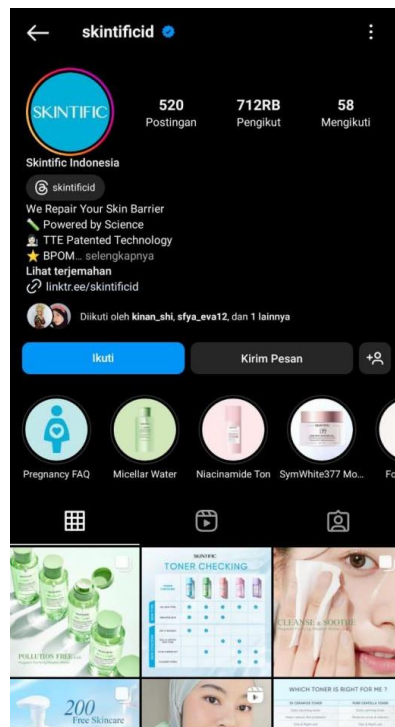 skintificid
SKINTIFIC
520
Postingan
712RB
Pengikut
58
Mengikuti
Skintific Indonesia
skintificid
We Repair Your Skin Barrier
Powered by Science
TTE Patented Technology
BPOM... selengkapnya
Lihat terjemahan
linktr.ee/skintificid
Diikuti oleh kinan_shi, sfya_eva12, dan 1 lainnya
Ikuti
Kirim Pesan
Pregnancy FAQ
Micellar Water
Niacinamide Ton
SymWhite377 Mo...
Fo
POLLUTION FREE
SKINTIFIC
TONER CHECKING
CLEANSE & SOOTHE
200
Free Skincare
WHICH TONER IS RIGHT FOR ME ?